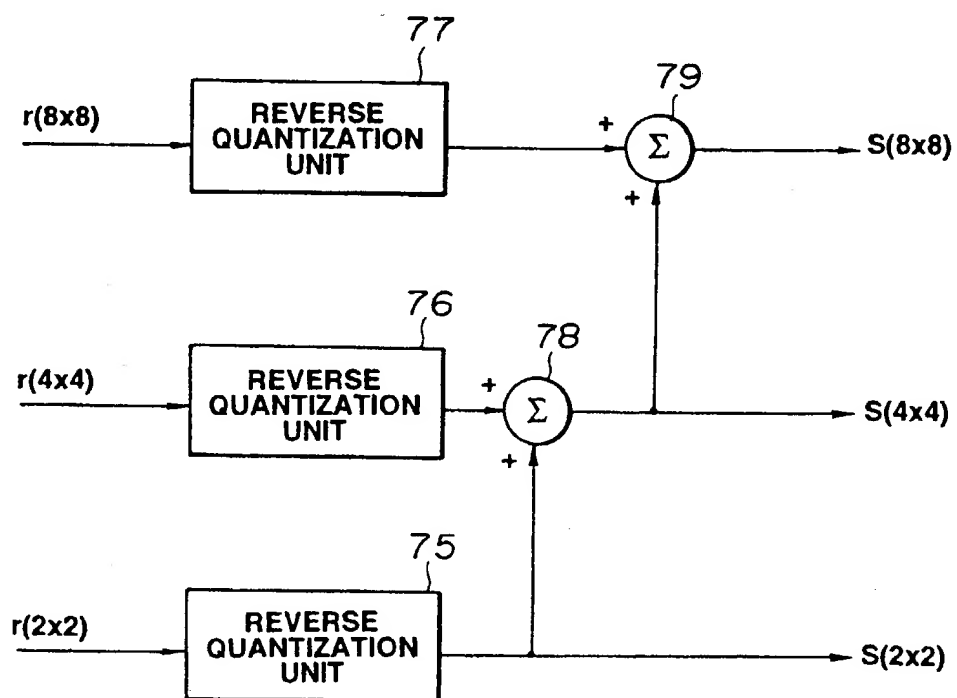 77
79
r(8x8)
REVERSE
QUANTIZATION
UNIT
+
Σ
S(8x8)
+
76
78
r(4x4)
REVERSE
QUANTIZATION
UNIT
+
Σ
S(4x4)
+
75
r(2x2)
REVERSE
QUANTIZATION
UNIT
S(2x2)